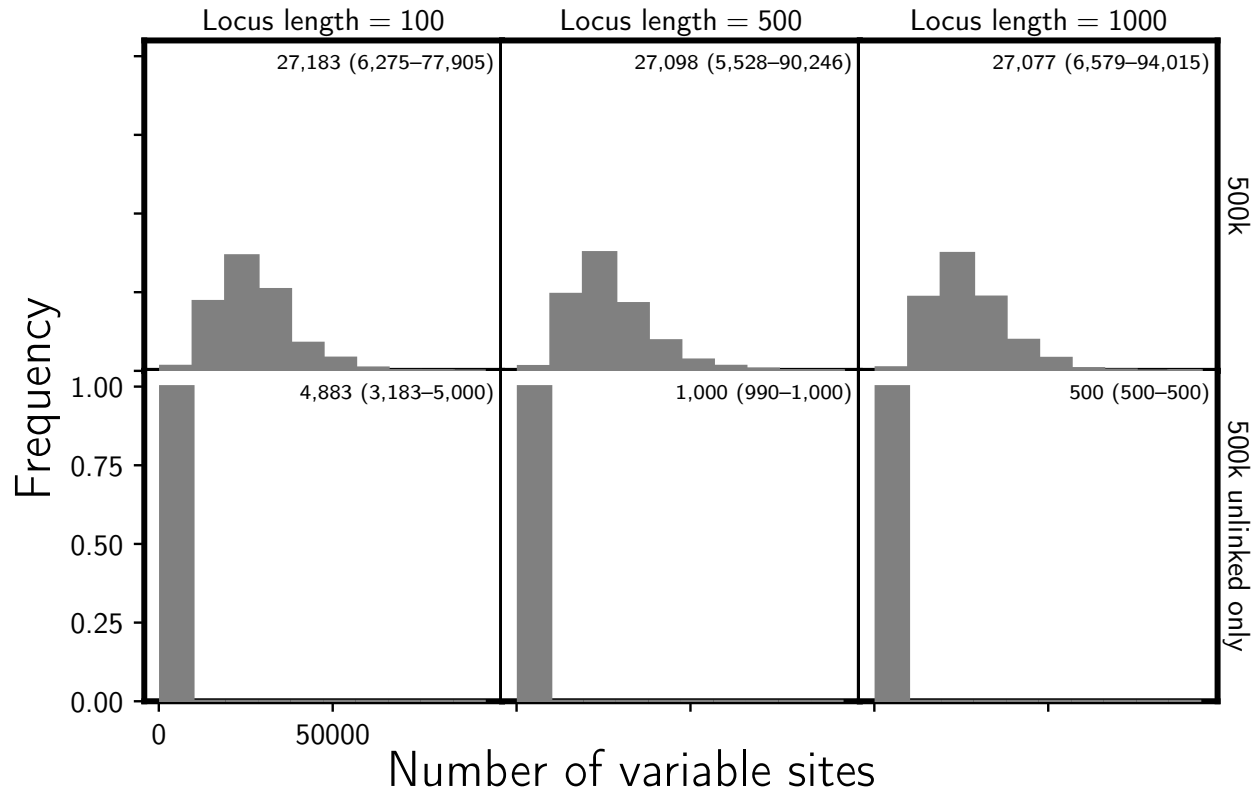 Locus length = 100
Locus length = 500
Locus length = 1000
27,183 (6,275–77,905)
27,098 (5,528–90,246)
27,077 (6,579–94,015)
500k
Frequency
1.00
0.75
0.50
0.25
0.00
4,883 (3,183–5,000)
1,000 (990–1,000)
500 (500–500)
500k unlinked only
0
50000
Number of variable sites